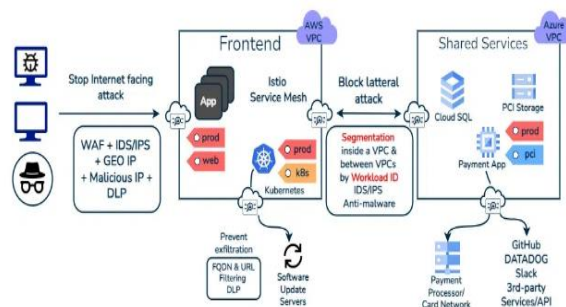 AWS
VPC
Azure
VPC
Frontend
Shared Services
Stop Internet facing
attack
WAF + IDS/IPS
+ GEO IP
+ Malicious IP +
DLP
App
prod
web
Istio
Service Mesh
prod
k8s
Kubernetes
Block latteral
attack
Segmentation
inside a VPC &
between VPCs
by Workload ID
IDS/IPS
Anti-malware
Cloud SQL
PCI Storage
Payment App
prod
pci
Prevent
exfiltration
FQDN & URL
Filtering
DLP
Software
Update
Servers
Payment
Processor/
Card Network
GitHub
DATADOG
Slack
3rd-party
Services/API